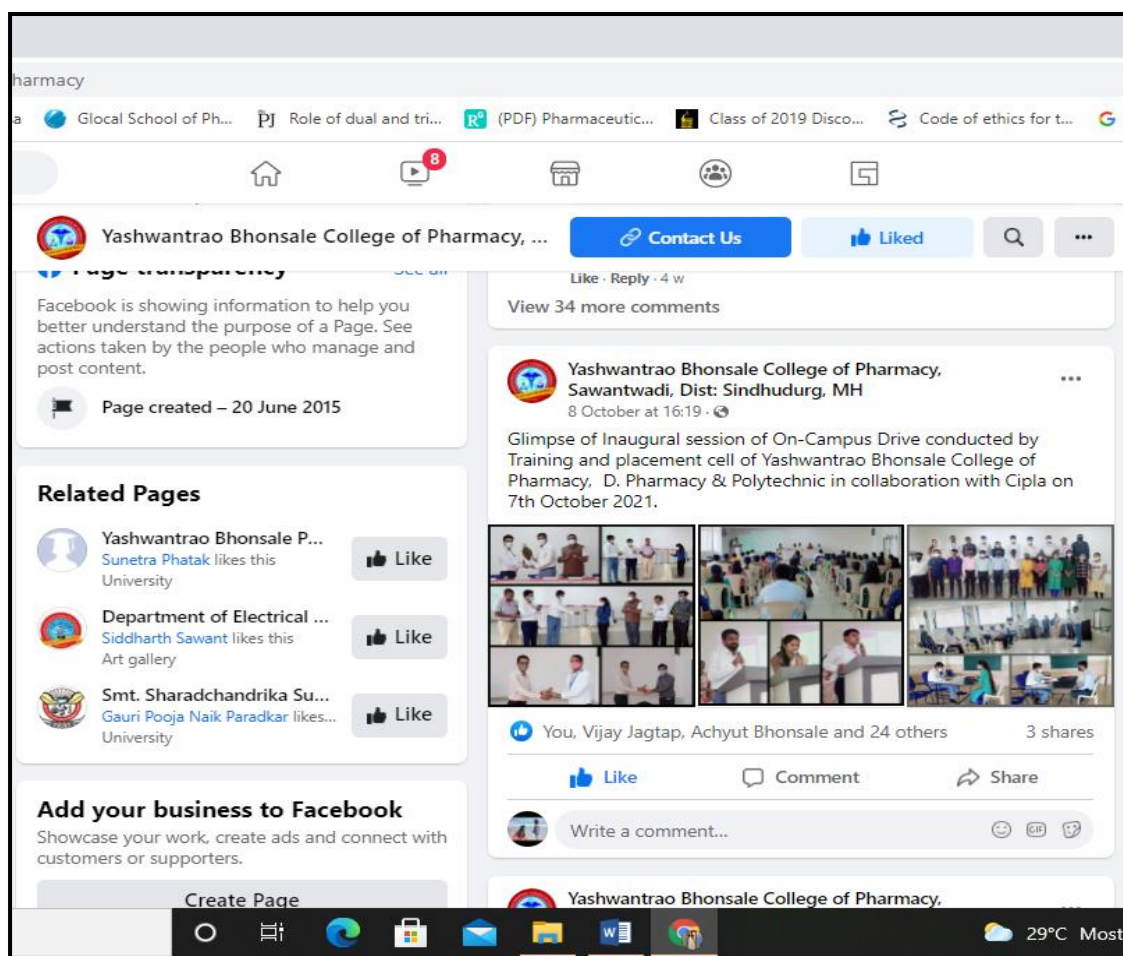 harmacy
a Glocal School of Ph... PJ Role of dual and tri... R⁶ (PDF) Pharmaceutic... Class of 2019 Disco... Code of ethics for t... G
8
Yashwantrao Bhonsale College of Pharmacy, ... Contact Us Liked
Page transparency See all
Facebook is showing information to help you
better understand the purpose of a Page. See
actions taken by the people who manage and
post content.
Page created – 20 June 2015
Related Pages
Yashwantrao Bhonsale P...
Sunetra Phatak likes this
University
Like
Department of Electrical ...
Siddharth Sawant likes this
Art gallery
Like
Smt. Sharadchandrika Su...
Gauri Pooja Naik Paradkar likes...
University
Like
Add your business to Facebook
Showcase your work, create ads and connect with
customers or supporters.
Create Page
Like · Reply · 4 w
View 34 more comments
Yashwantrao Bhonsale College of Pharmacy,
Sawantwadi, Dist: Sindhudurg, MH
8 October at 16:19 ·
Glimpse of Inaugural session of On-Campus Drive conducted by
Training and placement cell of Yashwantrao Bhonsale College of
Pharmacy, D. Pharmacy & Polytechnic in collaboration with Cipla on
7th October 2021.
You, Vijay Jagtap, Achyut Bhonsale and 24 others 3 shares
Like Comment Share
Write a comment... GIF
Yashwantrao Bhonsale College of Pharmacy,
W 29°C Most